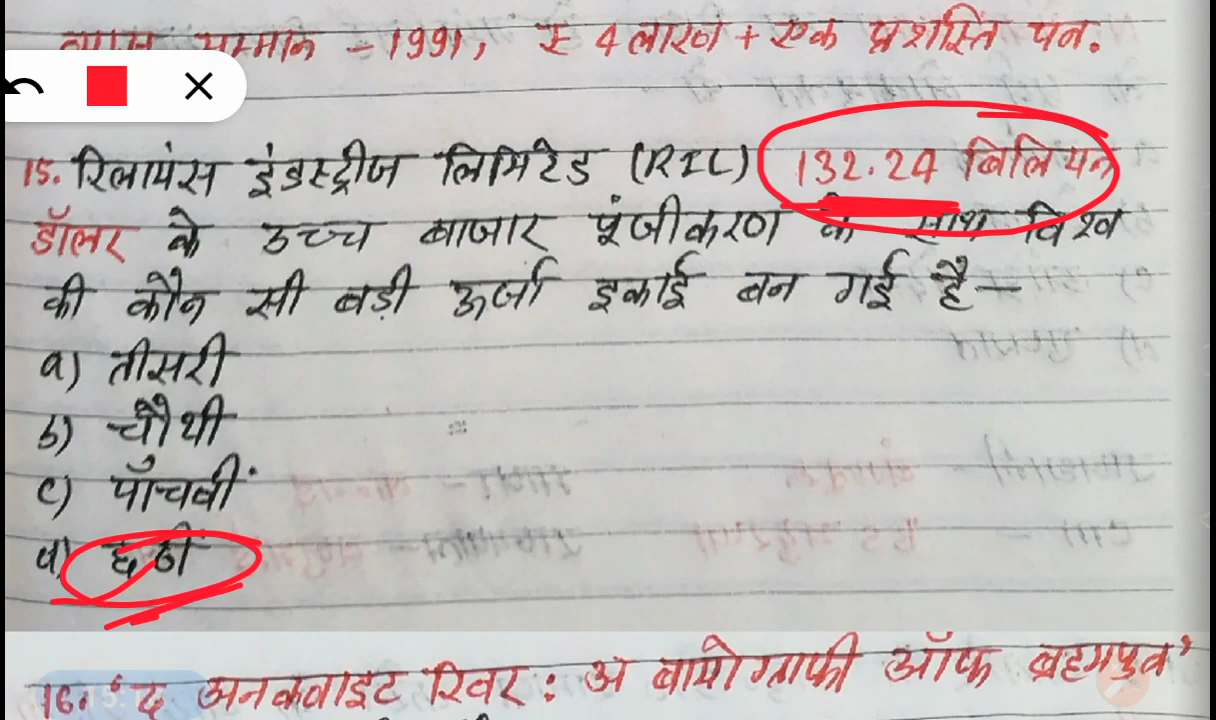 व्यास सम्मान - 1991, ₹ 4 लाख + एक प्रशस्ति पत्र.
15. रिलायंस इंडस्ट्रीज लिमिटेड (RIL) 132.24 बिलियन
डॉलर के उच्च बाजार पूंजीकरण के साथ विश्व
की कौन सी बड़ी ऊर्जा इकाई बन गई है—
a) तीसरी
b) चौथी
c) पाँचवीं
d) छठी
16. 'द अनक्वाइट रिवर : अ बायोग्राफी ऑफ ब्रह्मपुत्र'